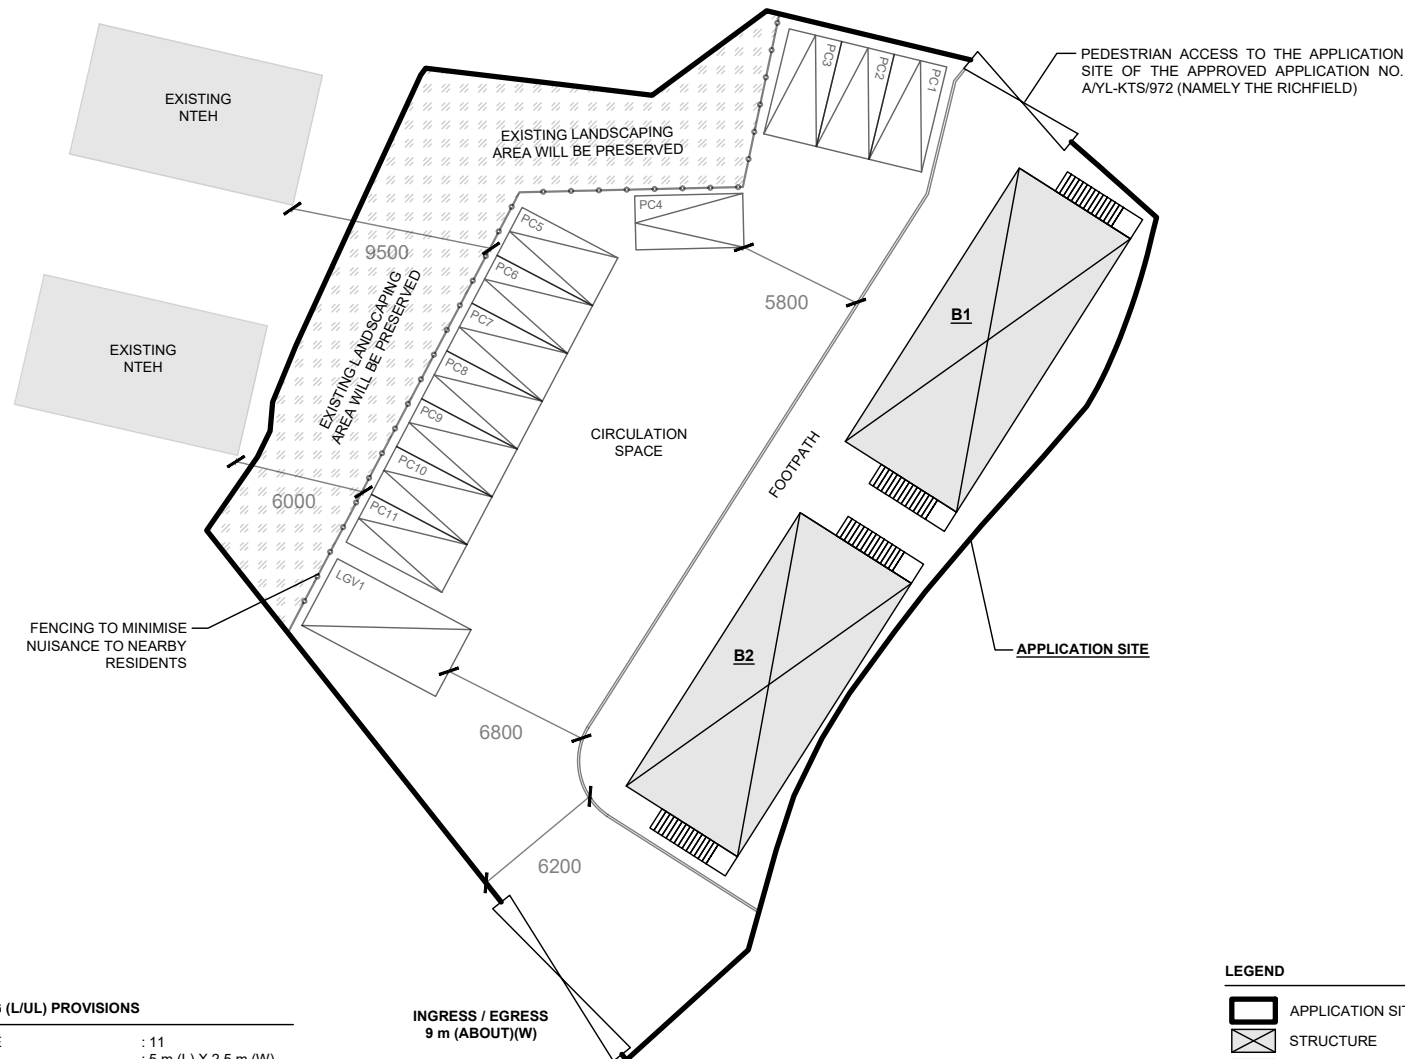 PEDESTRIAN ACCESS TO THE APPLICATION
SITE OF THE APPROVED APPLICATION NO.
A/YL-KTS/972 (NAMELY THE RICHFIELD)
EXISTING
NTEH
PC3
PC2
PC1
EXISTING LANDSCAPING
AREA WILL BE PRESERVED
PC4
PC5
9500
PC6
EXISTING LANDSCAPING
AREA WILL BE PRESERVED
5800
B1
PC7
EXISTING
NTEH
PC8
PC9
CIRCULATION
SPACE
FOOTPATH
PC10
6000
PC11
LGV1
FENCING TO MINIMISE
NUISANCE TO NEARBY
RESIDENTS
APPLICATION SITE
B2
6800
6200
INGRESS / EGRESS
9 m (ABOUT)(W)
(L/UL) PROVISIONS
: 11
: 5 m (L) X 2.5 m (W)
LEGEND
APPLICATION SIT
STRUCTURE